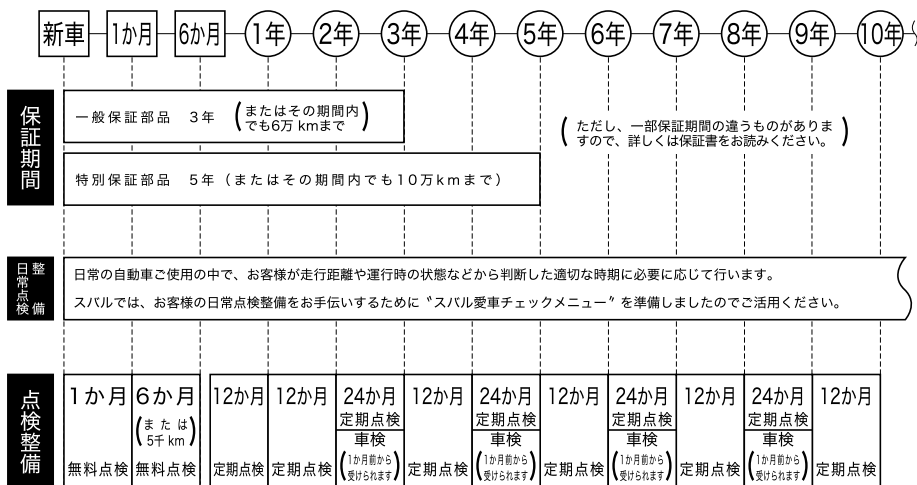 新車 1か月 6か月 1年 2年 3年 4年 5年 6年 7年 8年 9年 10年
保証期間
一般保証部品 3年 (またはその期間内
でも6万kmまで)
(ただし、一部保証期間の違うものがありま
すので、詳しくは保証書をお読みください。)
特別保証部品 5年(またはその期間内でも10万kmまで)
日常点検
整備
日常の自動車ご使用の中で、お客様が走行距離や運行時の状態などから判断した適切な時期に必要に応じて行います。
スバルでは、お客様の日常点検整備をお手伝いするために〝スバル愛車チェックメニュー〟を準備しましたのでご活用ください。
点検整備
1か月
無料点検
6か月
(または
5千km)
無料点検
12か月
定期点検
12か月
定期点検
24か月
定期点検
車検
(1か月前から
受けられます)
12か月
定期点検
24か月
定期点検
車検
(1か月前から
受けられます)
12か月
定期点検
24か月
定期点検
車検
(1か月前から
受けられます)
12か月
定期点検
24か月
定期点検
車検
(1か月前から
受けられます)
12か月
定期点検